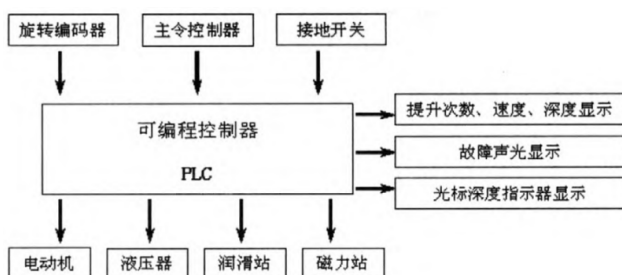 旋转编码器
主令控制器
接地开关
可编程控制器
PLC
提升次数、速度、深度显示
故障声光显示
光标深度指示器显示
电动机
液压器
润滑站
磁力站